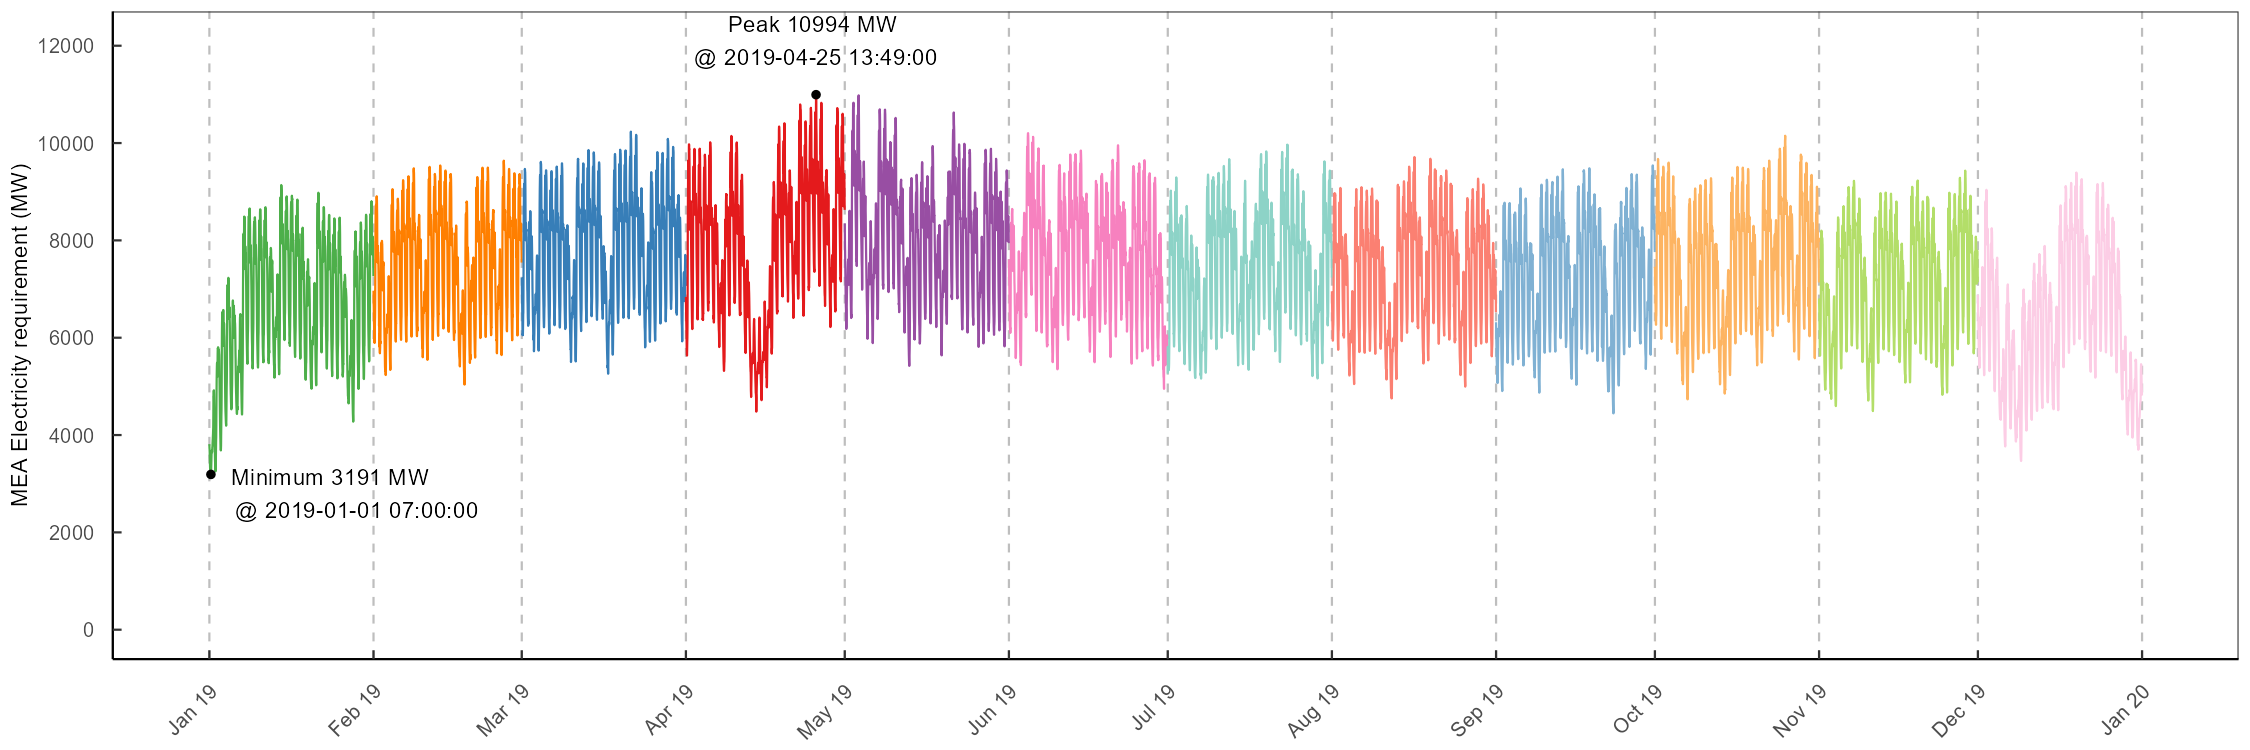 Peak 10994 MW
@ 2019-04-25 13:49:00
MEA Electricity requirement (MW)
12000
10000
8000
6000
4000
2000
0
Minimum 3191 MW
@ 2019-01-01 07:00:00
Jan 19
Feb 19
Mar 19
Apr 19
May 19
Jun 19
Jul 19
Aug 19
Sep 19
Oct 19
Nov 19
Dec 19
Jan 20